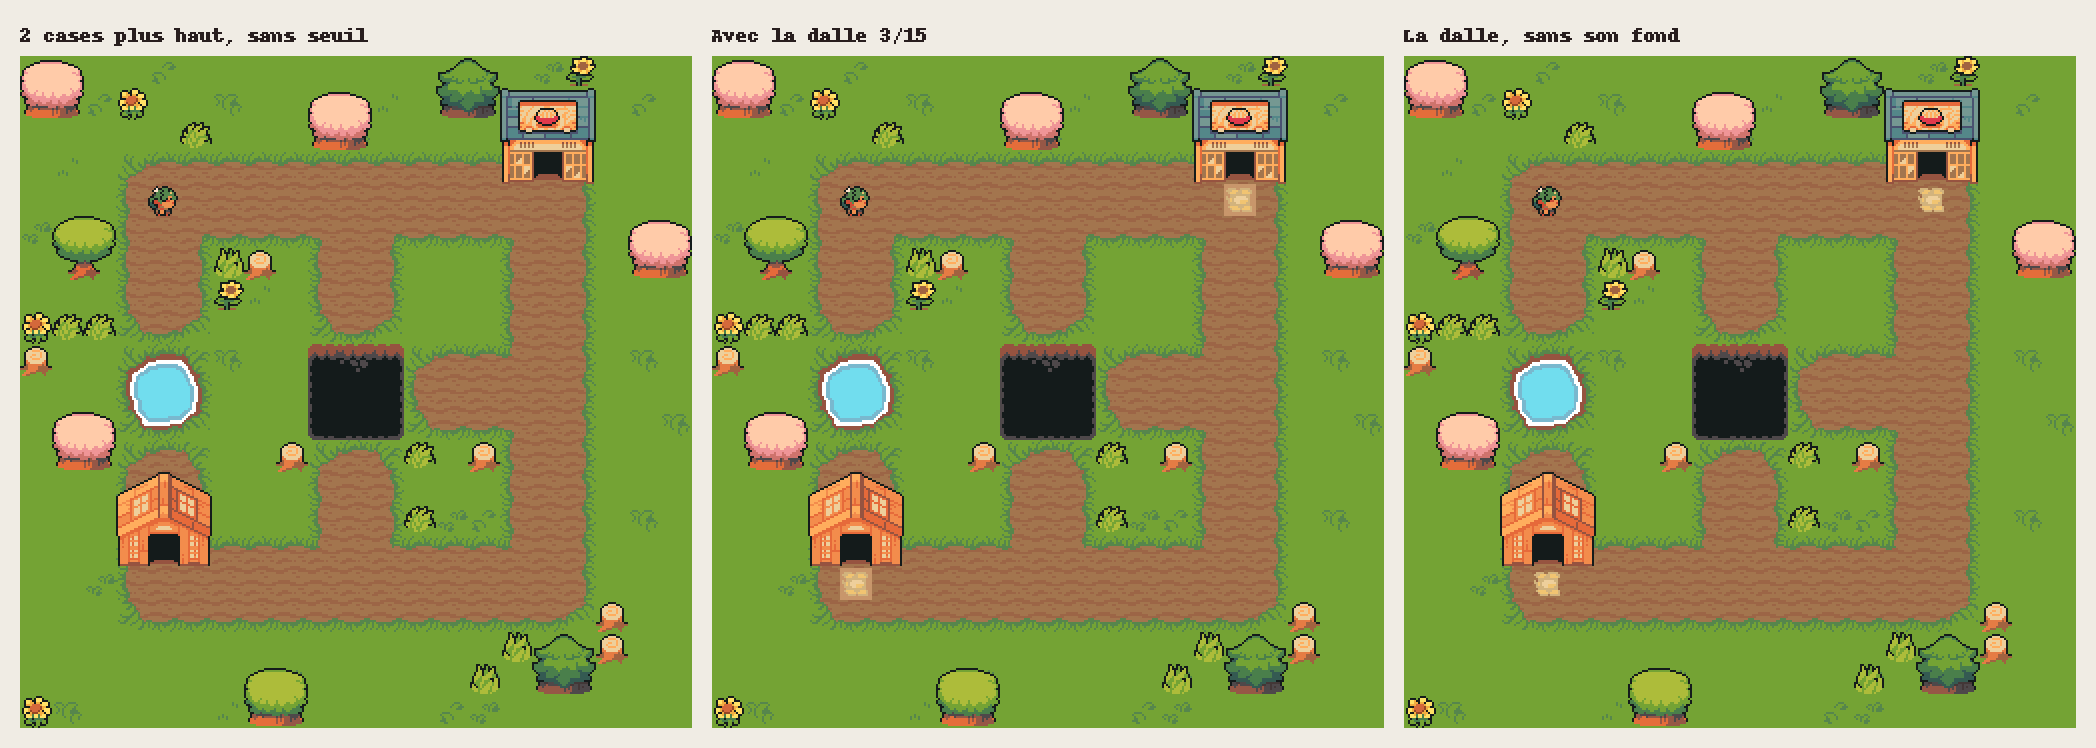 2 cases plus haut, sans seuil
Avec la dalle 3/15
La dalle, sans son fond